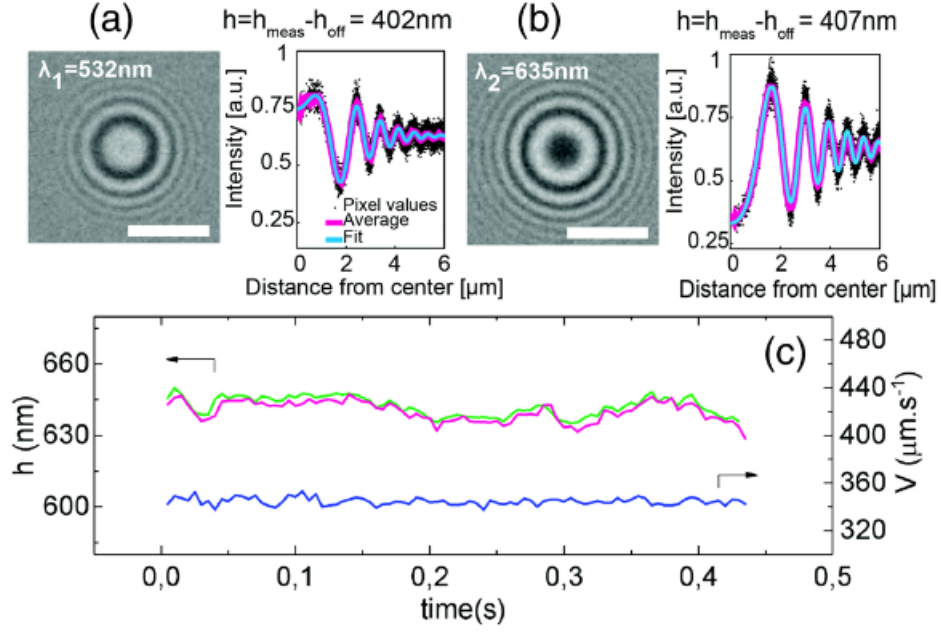 (a)
h=h_meas-h_off = 402nm
λ1=532nm
Intensity [a.u.]
1
0.75
0.5
0.25
Pixel values
Average
Fit
0 2 4 6
Distance from center [µm]
(b)
h=h_meas-h_off = 407nm
λ2=635nm
Intensity [a.u.]
1
0.75
0.5
0.25
0 2 4 6
Distance from center [µm]
(c)
h (nm)
660
630
600
480
440
400
360
320
V (µm.s⁻¹)
0,0 0,1 0,2 0,3 0,4 0,5
time(s)